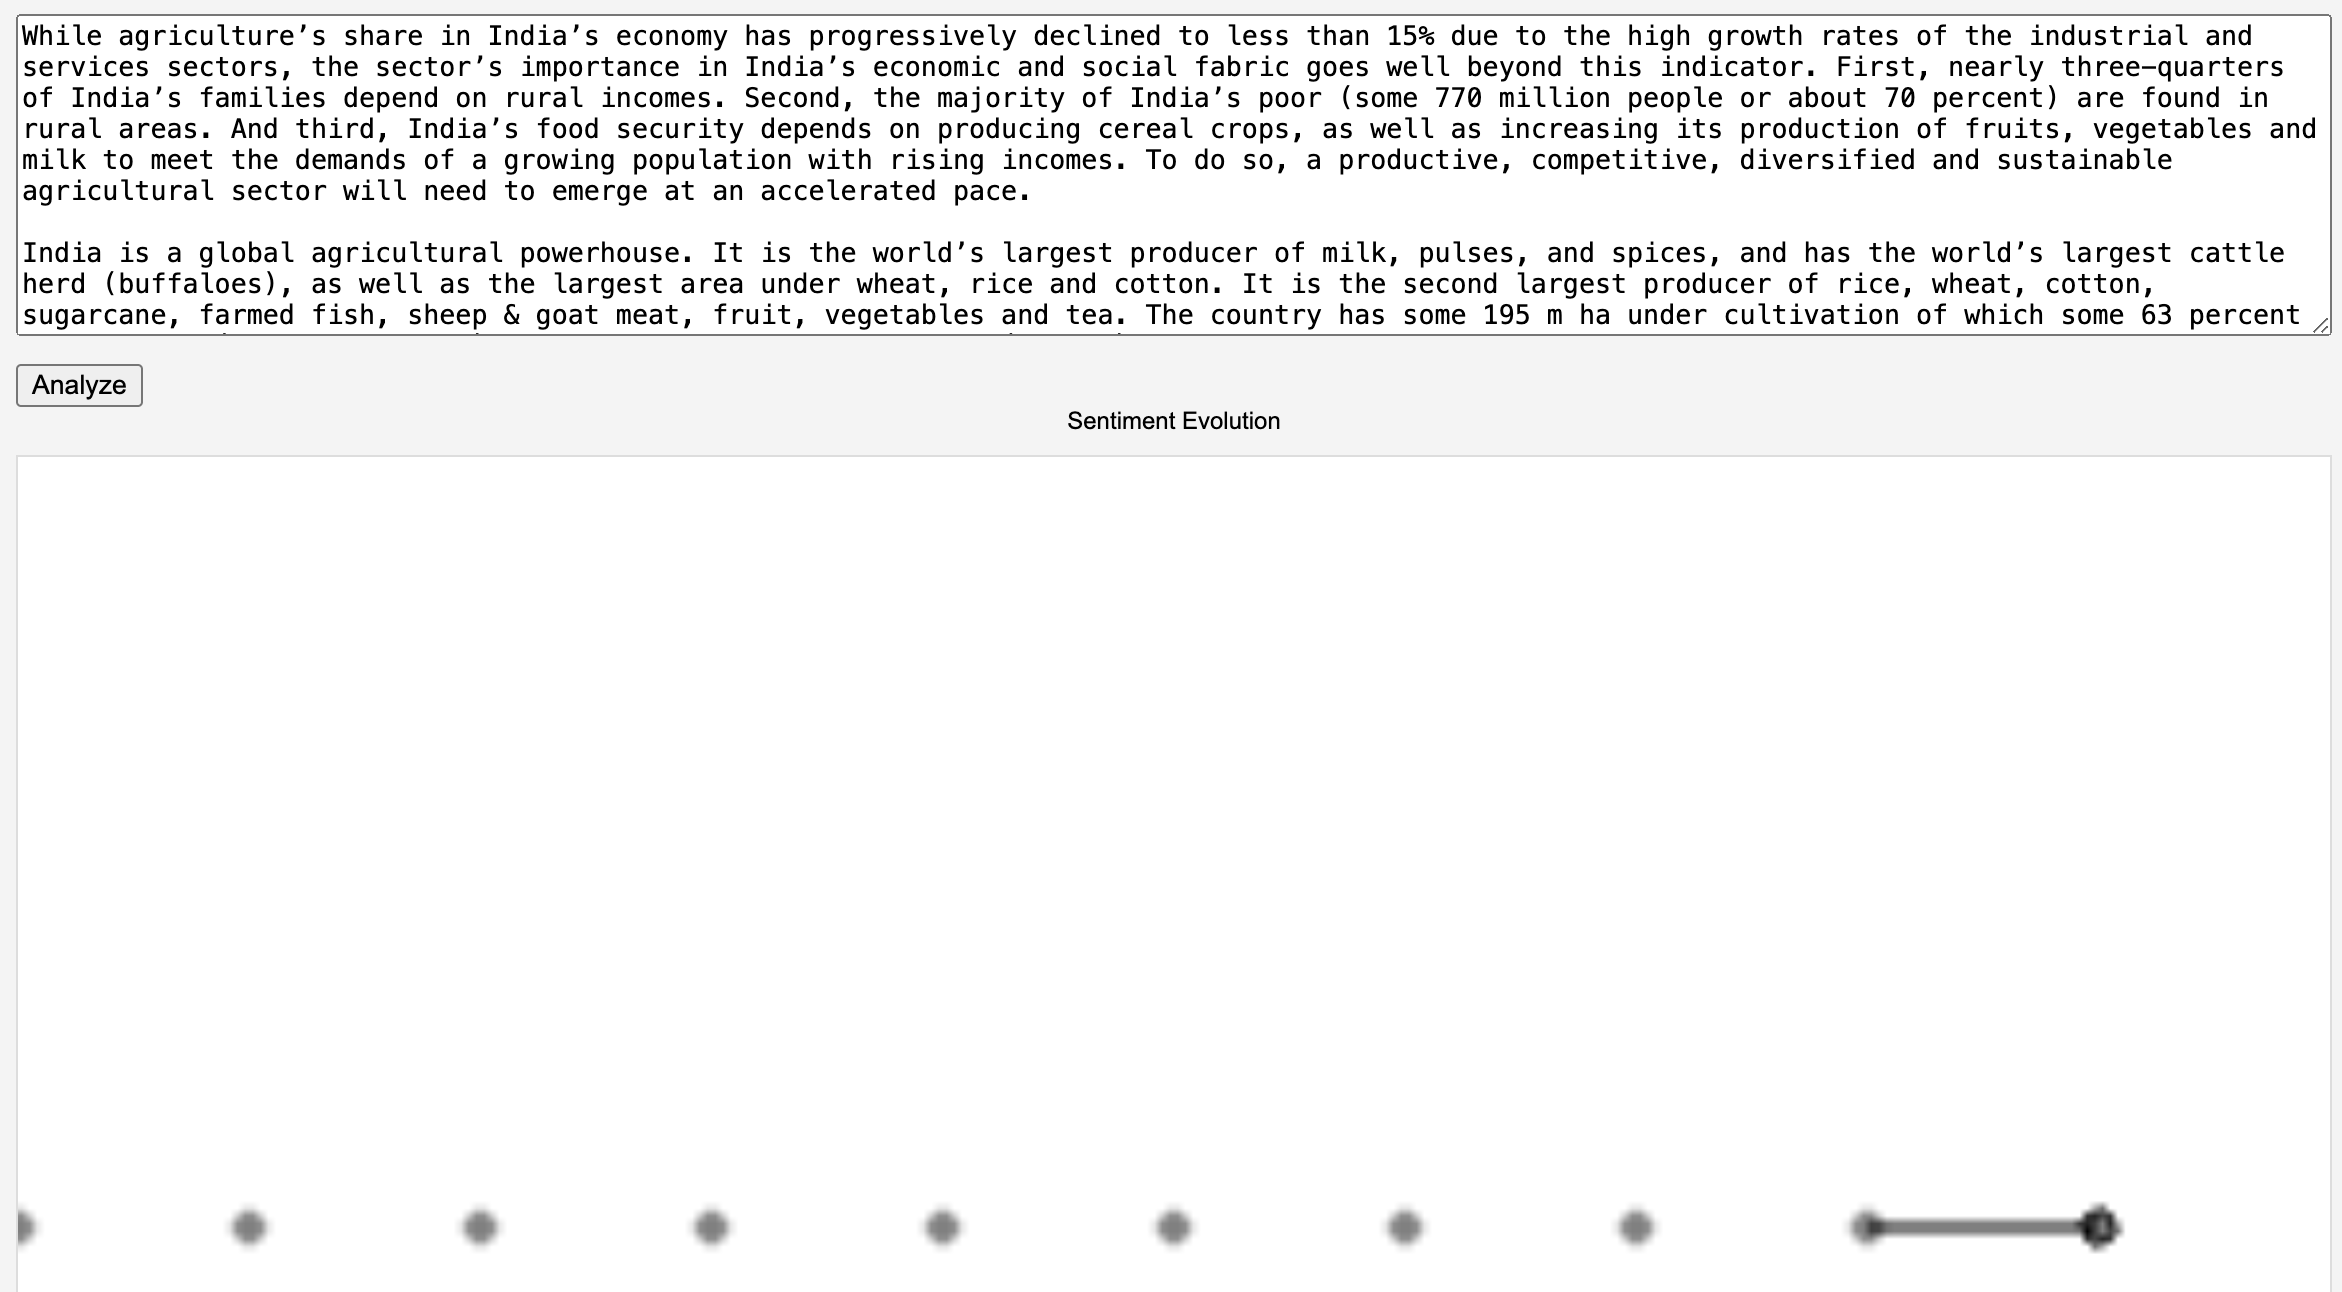 While agriculture’s share in India’s economy has progressively declined to less than 15% due to the high growth rates of the industrial and
services sectors, the sector’s importance in India’s economic and social fabric goes well beyond this indicator. First, nearly three-quarters
of India’s families depend on rural incomes. Second, the majority of India’s poor (some 770 million people or about 70 percent) are found in
rural areas. And third, India’s food security depends on producing cereal crops, as well as increasing its production of fruits, vegetables and
milk to meet the demands of a growing population with rising incomes. To do so, a productive, competitive, diversified and sustainable
agricultural sector will need to emerge at an accelerated pace.
India is a global agricultural powerhouse. It is the world’s largest producer of milk, pulses, and spices, and has the world’s largest cattle
herd (buffaloes), as well as the largest area under wheat, rice and cotton. It is the second largest producer of rice, wheat, cotton,
sugarcane, farmed fish, sheep & goat meat, fruit, vegetables and tea. The country has some 195 m ha under cultivation of which some 63 percent
Analyze
Sentiment Evolution